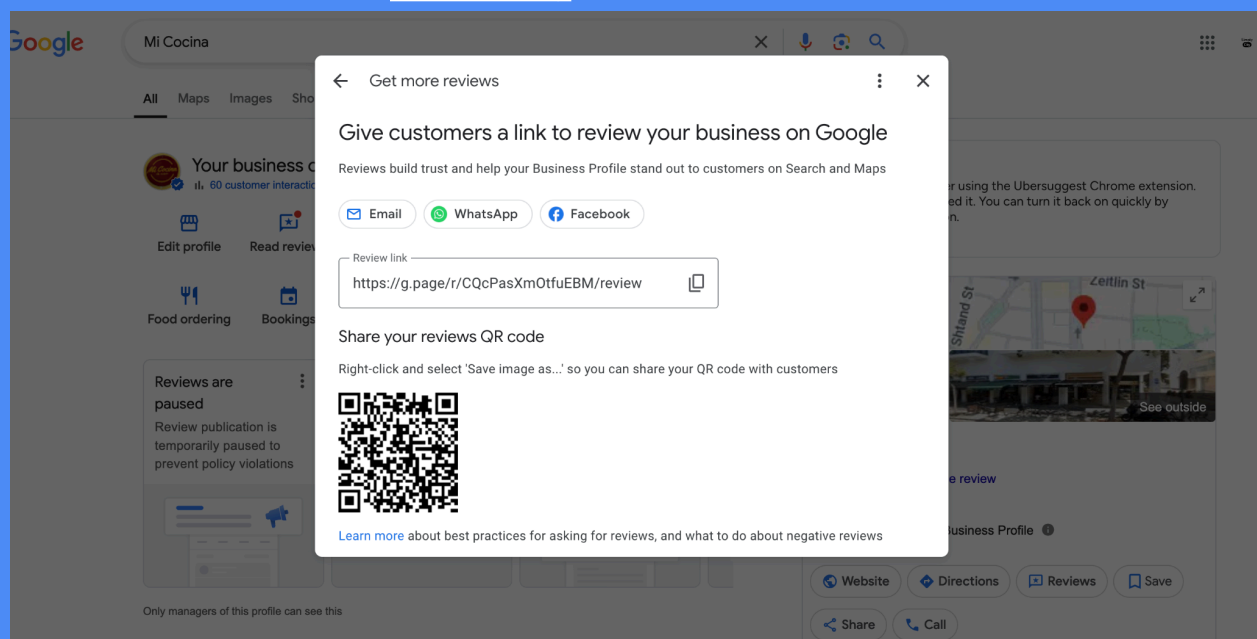 Google
Mi Cocina
All Maps Images Sho
Get more reviews
Give customers a link to review your business on Google
Reviews build trust and help your Business Profile stand out to customers on Search and Maps
Email WhatsApp Facebook
Review link
https://g.page/r/CQcPasXmOtfuEBM/review
Share your reviews QR code
Right-click and select 'Save image as...' so you can share your QR code with customers
Learn more about best practices for asking for reviews, and what to do about negative reviews
Your business
60 customer interactio
Edit profile Read review
Food ordering Bookings
Reviews are
paused
Review publication is
temporarily paused to
prevent policy violations
Only managers of this profile can see this
using the Ubersuggest Chrome extension.
ed it. You can turn it back on quickly by
n.
Zeitlin St
Shtand St
See outside
e review
Business Profile
Website Directions Reviews Save
Share Call